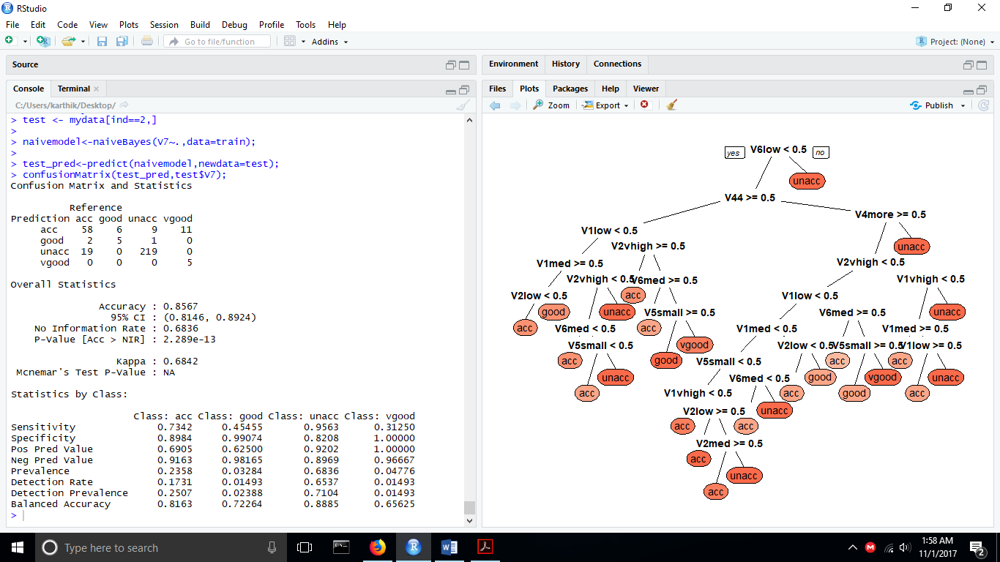 RStudio
File Edit Code View Plots Session Build Debug Profile Tools Help
Go to file/function Addins Project: (None)
Source
Console Terminal
C:/Users/karthik/Desktop/
> test <- mydata[ind==2,]
>
> naivemodel<-naiveBayes(V7~.,data=train);
>
> test_pred<-predict(naivemodel,newdata=test);
> confusionMatrix(test_pred,test$V7);
Confusion Matrix and Statistics
Reference
Prediction acc good unacc vgood
acc 58 6 9 11
good 2 5 1 0
unacc 19 0 219 0
vgood 0 0 0 5
Overall Statistics
Accuracy : 0.8567
95% CI : (0.8146, 0.8924)
No Information Rate : 0.6836
P-Value [Acc > NIR] : 2.289e-13
Kappa : 0.6842
Mcnemar's Test P-Value : NA
Statistics by Class:
Class: acc Class: good Class: unacc Class: vgood
Sensitivity 0.7342 0.45455 0.9563 0.31250
Specificity 0.8984 0.99074 0.8208 1.00000
Pos Pred Value 0.6905 0.62500 0.9202 1.00000
Neg Pred Value 0.9163 0.98165 0.8969 0.96667
Prevalence 0.2358 0.03284 0.6836 0.04776
Detection Rate 0.1731 0.01493 0.6537 0.01493
Detection Prevalence 0.2507 0.02388 0.7104 0.01493
Balanced Accuracy 0.8163 0.72264 0.8885 0.65625
>
Environment History Connections
Files Plots Packages Help Viewer
Zoom Export Publish
yes V6low < 0.5 no
unacc
V44 >= 0.5
V4more >= 0.5
V1low < 0.5
V2vhigh >= 0.5 unacc
V1med >= 0.5 V2vhigh < 0.5
V2vhigh < 0.5 V6med >= 0.5 V1vhigh < 0.5
V2low < 0.5 acc V1low < 0.5
good unacc V5small >= 0.5 V6med >= 0.5 unacc
acc V6med < 0.5 acc V1med < 0.5 V1med >= 0.5
V5small < 0.5 vgood V2low < 0.5 V5small >= 0.5 V1low >= 0.5
acc good V5small < 0.5 acc acc
unacc V6med < 0.5 good vgood unacc
acc V1vhigh < 0.5 acc good acc
V2low >= 0.5 unacc
acc acc
V2med >= 0.5
acc
unacc
acc
Type here to search
1:58 AM
11/1/2017
2